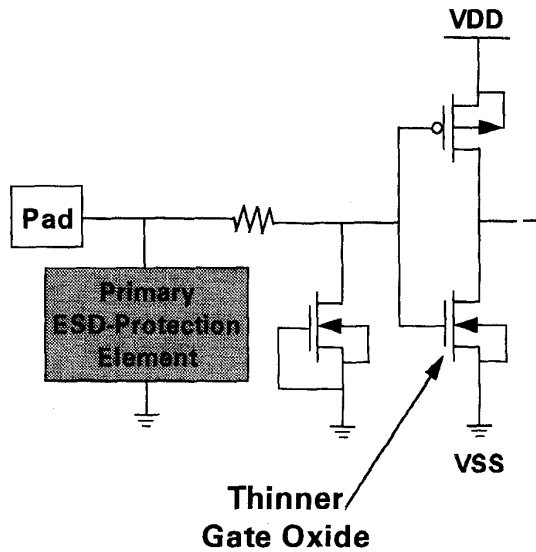 VDD
Pad
Primary
ESD-Protection
Element
VSS
Thinner
Gate Oxide